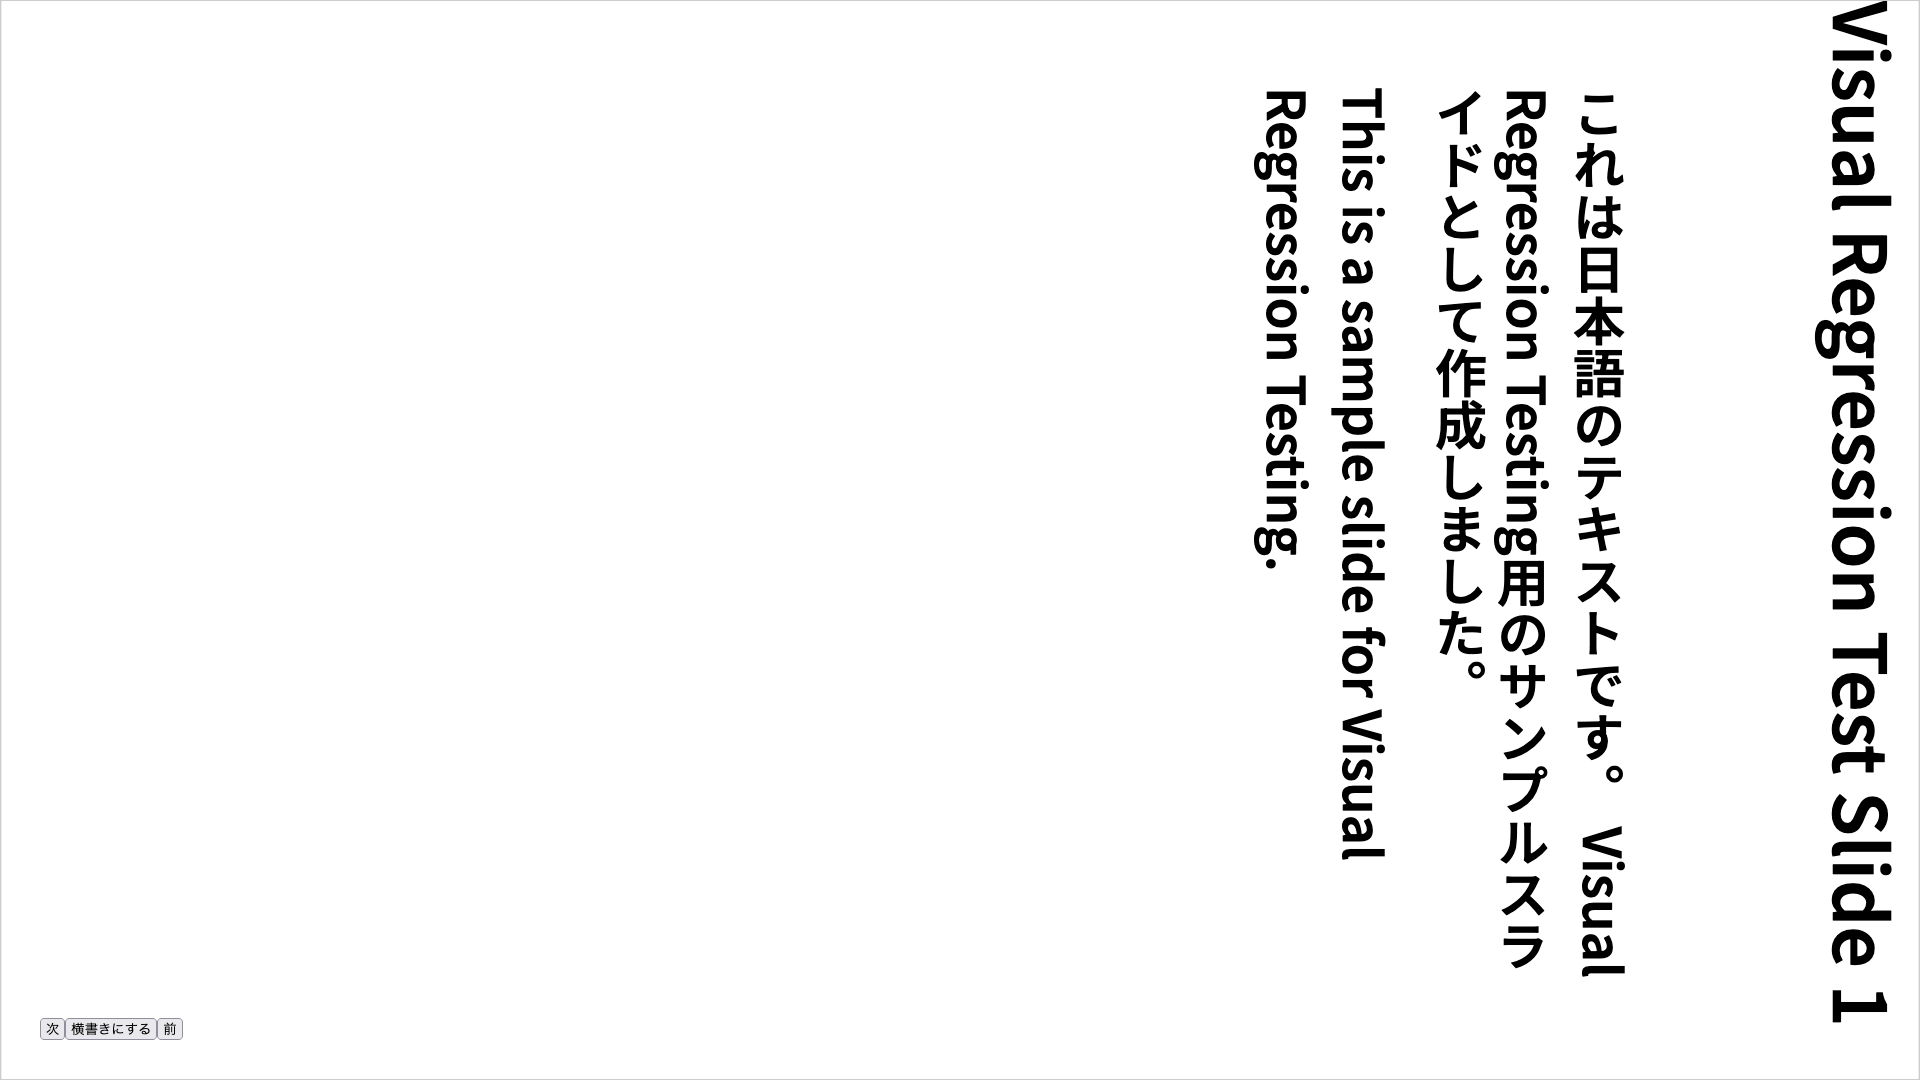 Visual Regression Test Slide 1
これは日本語のテキストです。 Visual
Regression Testing用のサンプルスラ
イドとして作成しました。
This is a sample slide for Visual
Regression Testing.
次 横書きにする 前